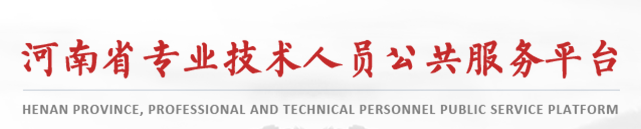 河南省专业技术人员公共服务平台
HENAN PROVINCE, PROFESSIONAL AND TECHNICAL PERSONNEL PUBLIC SERVICE PLATFORM